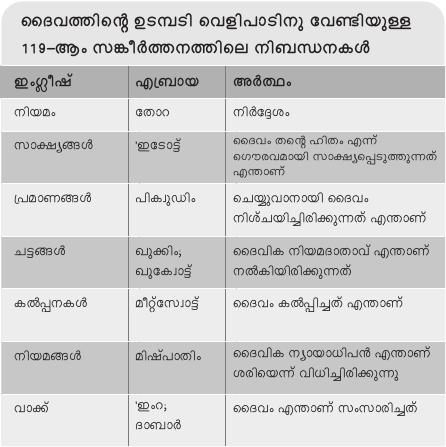 ദൈവത്തിന്റെ ഉടമ്പടി വെളിപാടിനു വേണ്ടിയുള്ള
119-ആം സങ്കീർത്തനത്തിലെ നിബന്ധനകൾ
ഇംഗ്ലീഷ് എബ്രായ അർത്ഥം
നിയമം തോറ നിർദ്ദേശം
സാക്ഷ്യങ്ങൾ 'ഇടോട്ട് ദൈവം തന്റെ ഹിതം എന്ന്
ഗൌരവമായി സാക്ഷ്യപ്പെടുത്തുന്നത്
എന്താണ്
പ്രമാണങ്ങൾ പിക്വുഡിം ചെയ്യുവാനായി ദൈവം
നിശ്ചയിച്ചിരിക്കുന്നത് എന്താണ്
ചട്ടങ്ങൾ ഖുക്കിം; ദൈവിക നിയമദാതാവ് എന്താണ്
ഖുക്വോട്ട് നൽകിയിരിക്കുന്നത്
കൽപ്പനകൾ മീറ്റ്സ്വോട്ട് ദൈവം കൽപ്പിച്ചത് എന്താണ്
നിയമങ്ങൾ മിഷ്പാതിം ദൈവിക ന്യായാധിപൻ എന്താണ്
ശരിയെന്ന് വിധിച്ചിരിക്കുന്നു
വാക്ക് 'ഇംറ; ദൈവം എന്താണ് സംസാരിച്ചത്
ദാബാർ